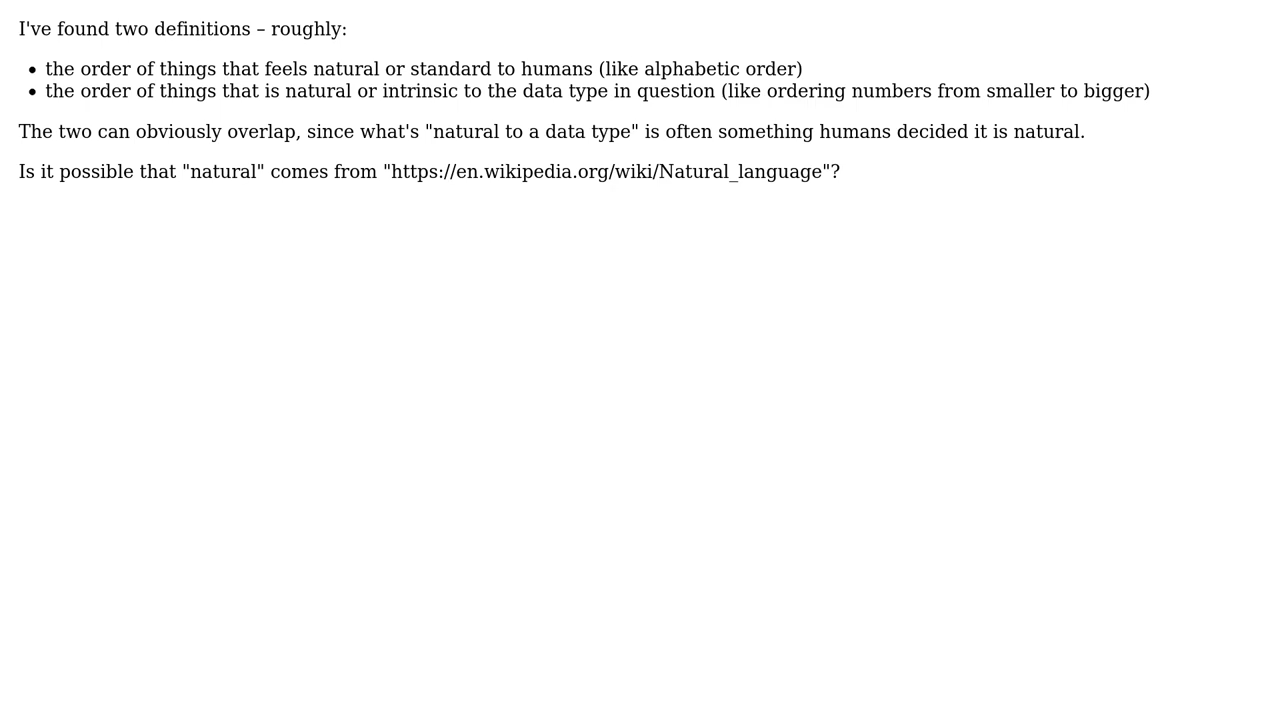 I've found two definitions – roughly:
• the order of things that feels natural or standard to humans (like alphabetic order)
• the order of things that is natural or intrinsic to the data type in question (like ordering numbers from smaller to bigger)
The two can obviously overlap, since what's "natural to a data type" is often something humans decided it is natural.
Is it possible that "natural" comes from "https://en.wikipedia.org/wiki/Natural_language"?